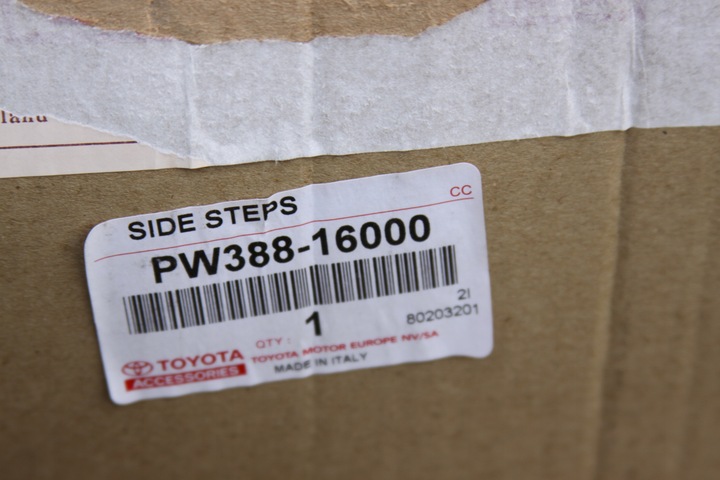 land
CC
SIDE STEPS
PW388-16000
2I
QTY : 1
80203201
TOYOTA
ACCESSORIES
TOYOTA MOTOR EUROPE NV/SA
MADE IN ITALY